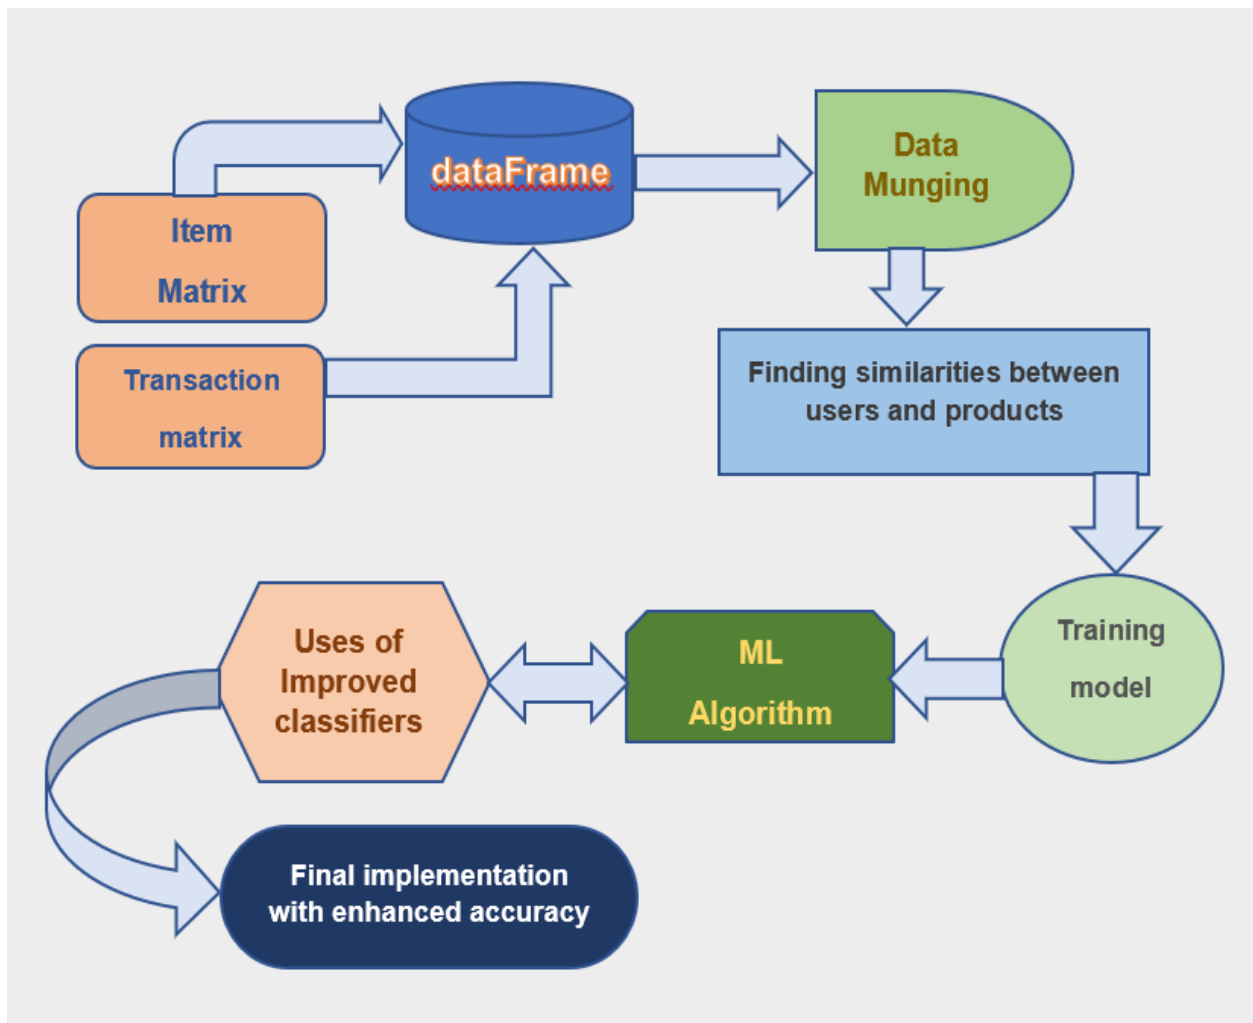 dataFrame
Data
Munging
Item
Matrix
Transaction
matrix
Finding similarities between
users and products
Training
model
ML
Algorithm
Uses of
Improved
classifiers
Final implementation
with enhanced accuracy